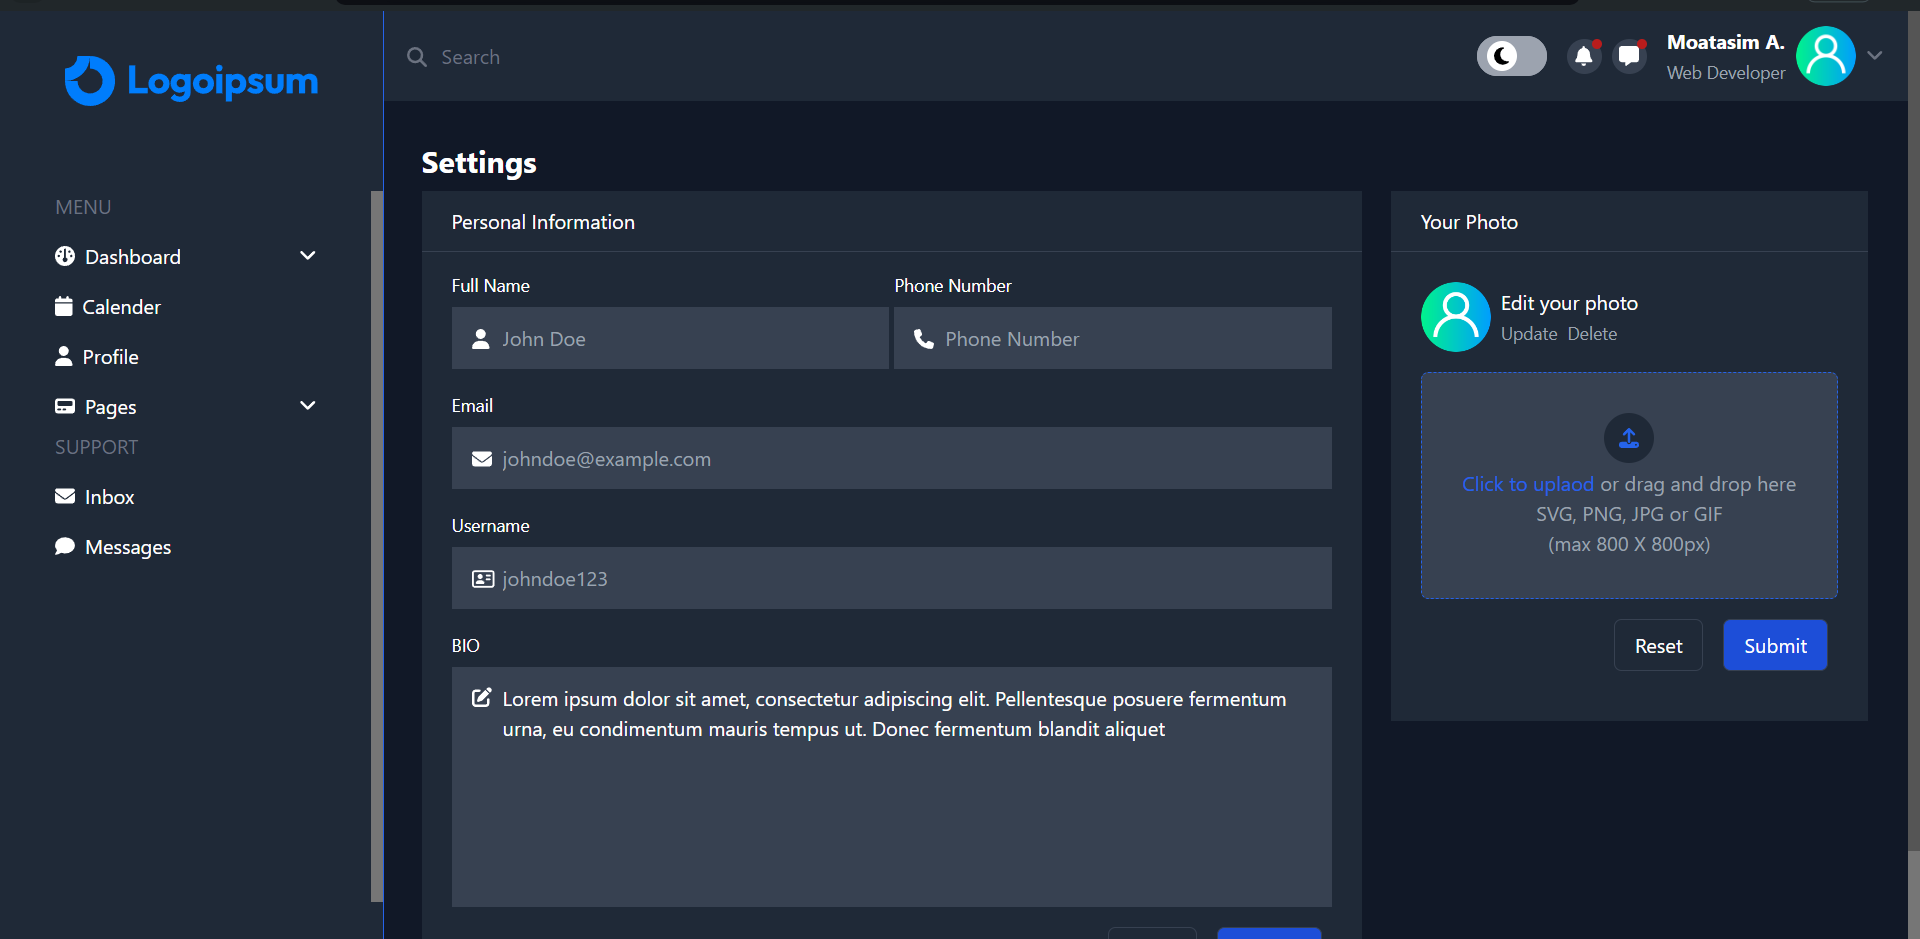 Logoipsum
Search
Moatasim A.
Web Developer
MENU
Dashboard
Calender
Profile
Pages
SUPPORT
Inbox
Messages
Settings
Personal Information
Full Name
Phone Number
John Doe
Phone Number
Email
johndoe@example.com
Username
johndoe123
BIO
Lorem ipsum dolor sit amet, consectetur adipiscing elit. Pellentesque posuere fermentum
urna, eu condimentum mauris tempus ut. Donec fermentum blandit aliquet
Your Photo
Edit your photo
Update Delete
Click to uplaod or drag and drop here
SVG, PNG, JPG or GIF
(max 800 X 800px)
Reset
Submit